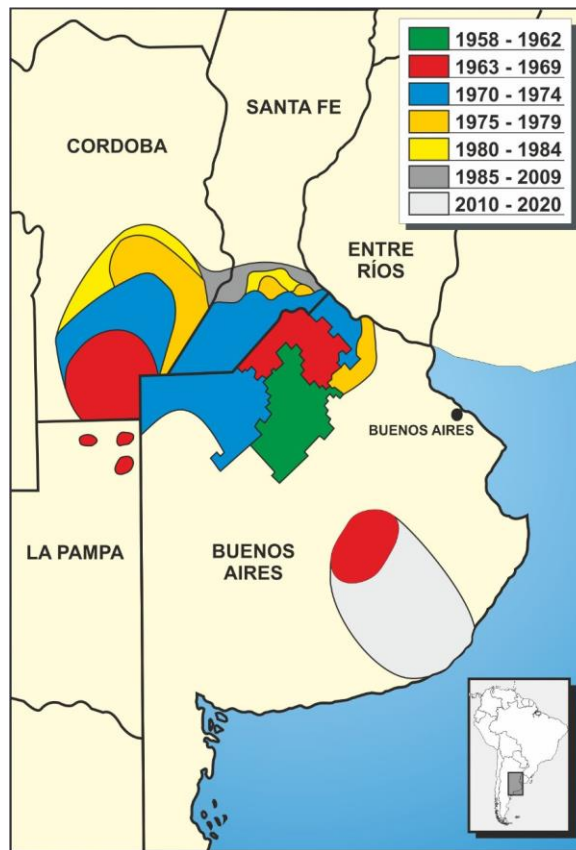 1958 - 1962
1963 - 1969
1970 - 1974
1975 - 1979
1980 - 1984
1985 - 2009
2010 - 2020
SANTA FE
CORDOBA
ENTRE
RÍOS
BUENOS AIRES
LA PAMPA
BUENOS
AIRES